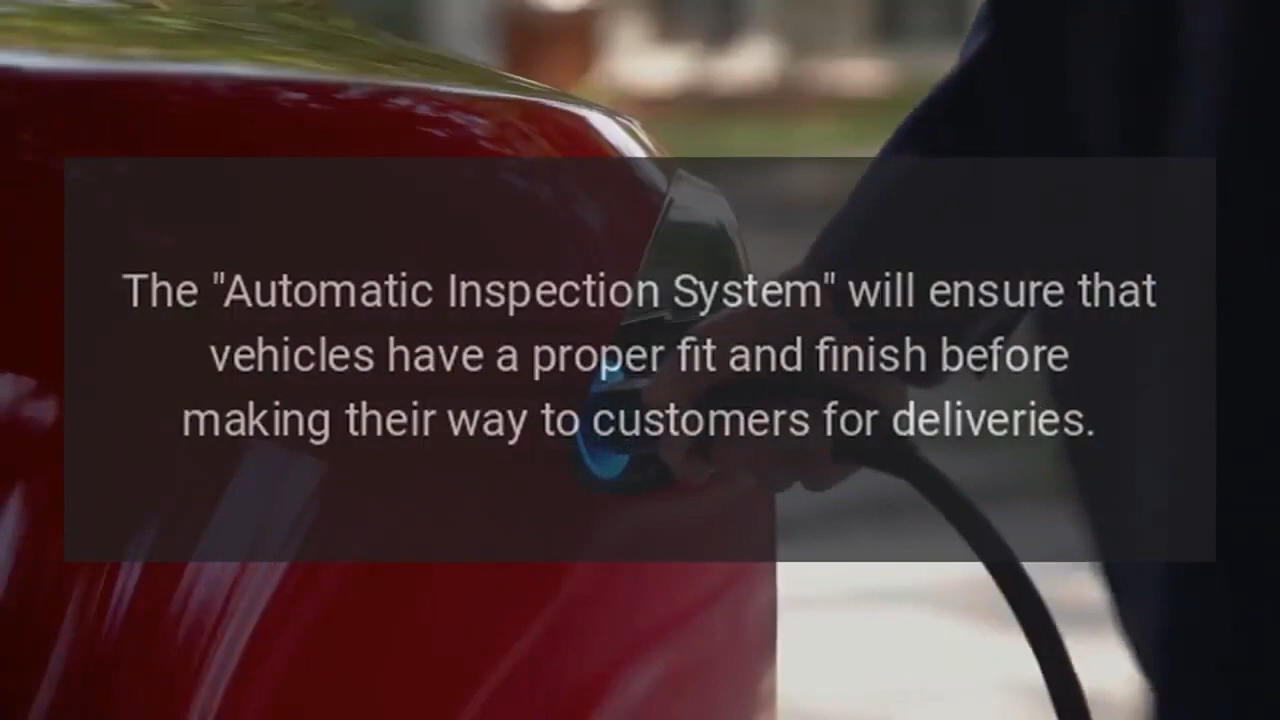 The "Automatic Inspection System" will ensure that
vehicles have a proper fit and finish before
making their way to customers for deliveries.